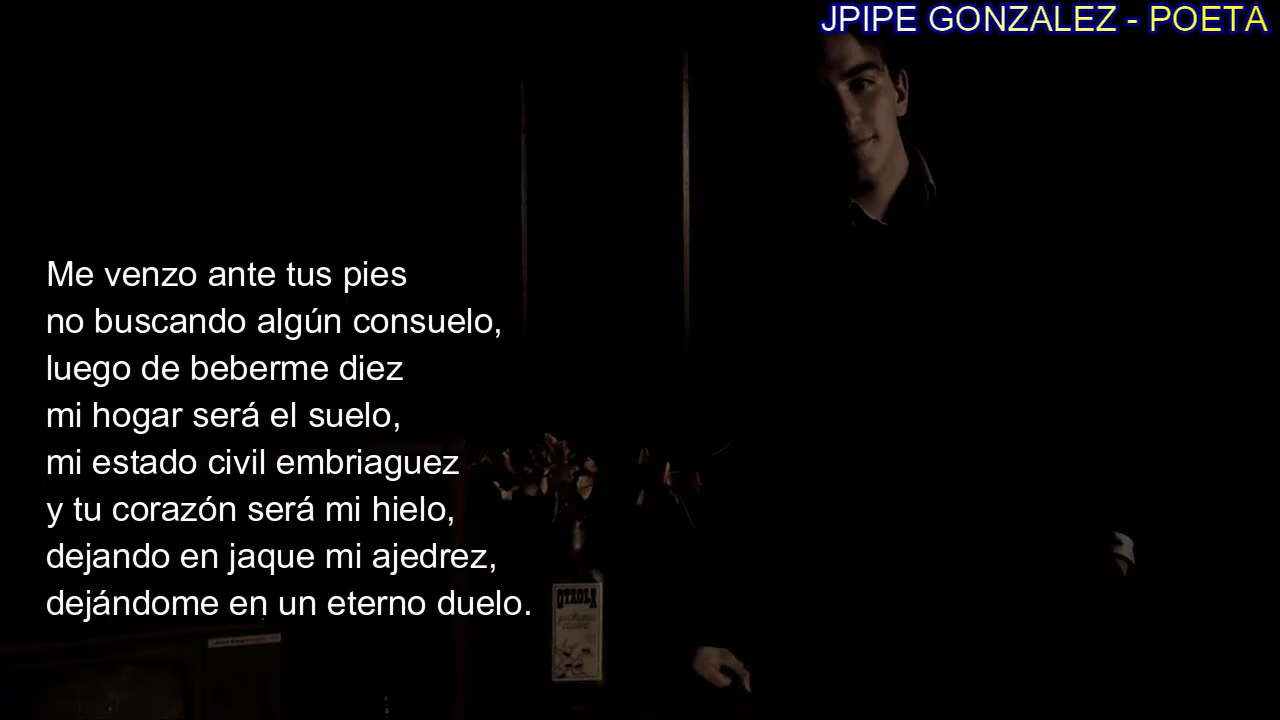 JPIPE GONZALEZ - POETA
Me venzo ante tus pies
no buscando algún consuelo,
luego de beberme diez
mi hogar será el suelo,
mi estado civil embriaguez
y tu corazón será mi hielo,
dejando en jaque mi ajedrez,
dejándome en un eterno duelo.